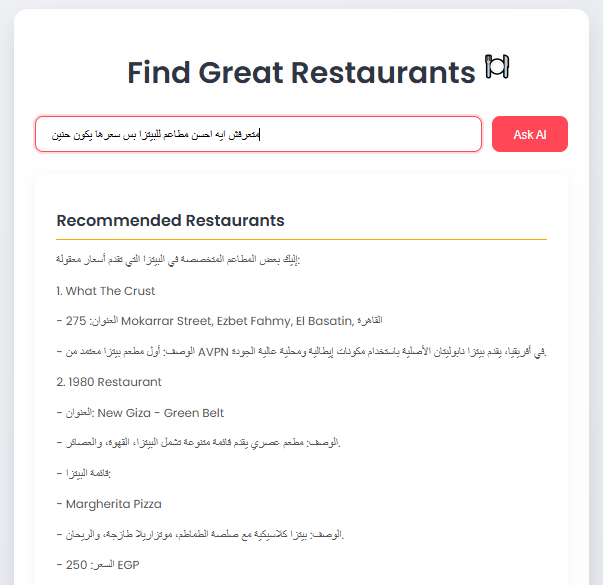 Find Great Restaurants
متعرفش ايه احسن مطاعم للبيتزا بس سعرها يكون حنين
Ask AI
Recommended Restaurants
إليك بعض المطاعم المتخصصة في البيتزا التي تقدم أسعار معقولة:
1. What The Crust
- العنوان: 275 Mokarrar Street, Ezbet Fahmy, El Basatin, القاهرة
- الوصف: أول مطعم بيتزا معتمد من AVPN في أفريقيا، يقدم بيتزا نابوليتان الأصلية باستخدام مكونات إيطالية ومحلية عالية الجودة.
2. 1980 Restaurant
- العنوان: New Giza - Green Belt
- الوصف: مطعم عصري يقدم قائمة متنوعة تشمل البيتزا، القهوة، والعصائر.
- قائمة البيتزا:
- Margherita Pizza
- الوصف: بيتزا كلاسيكية مع صلصة الطماطم، موتزاريلا طازجة، والريحان.
- السعر: 250 EGP